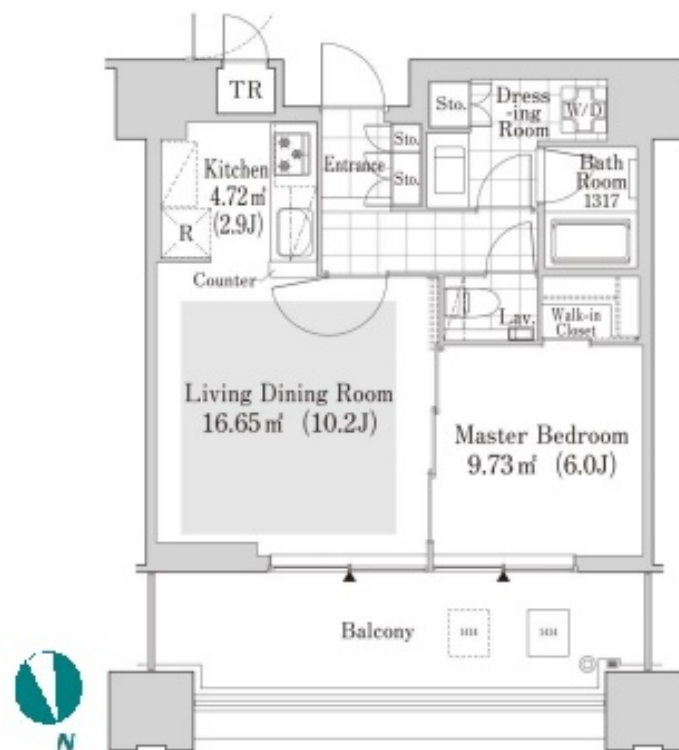 TR
Sto.
Dress
-ing
Room
W/D
Kitchen
4.72㎡
(2.9J)
Entrance
Sto.
Sto.
Bath
Room
1317
R
Counter
Lav.
Walk-in
Closet
Living Dining Room
16.65㎡ (10.2J)
Master Bedroom
9.73㎡ (6.0J)
Balcony
N